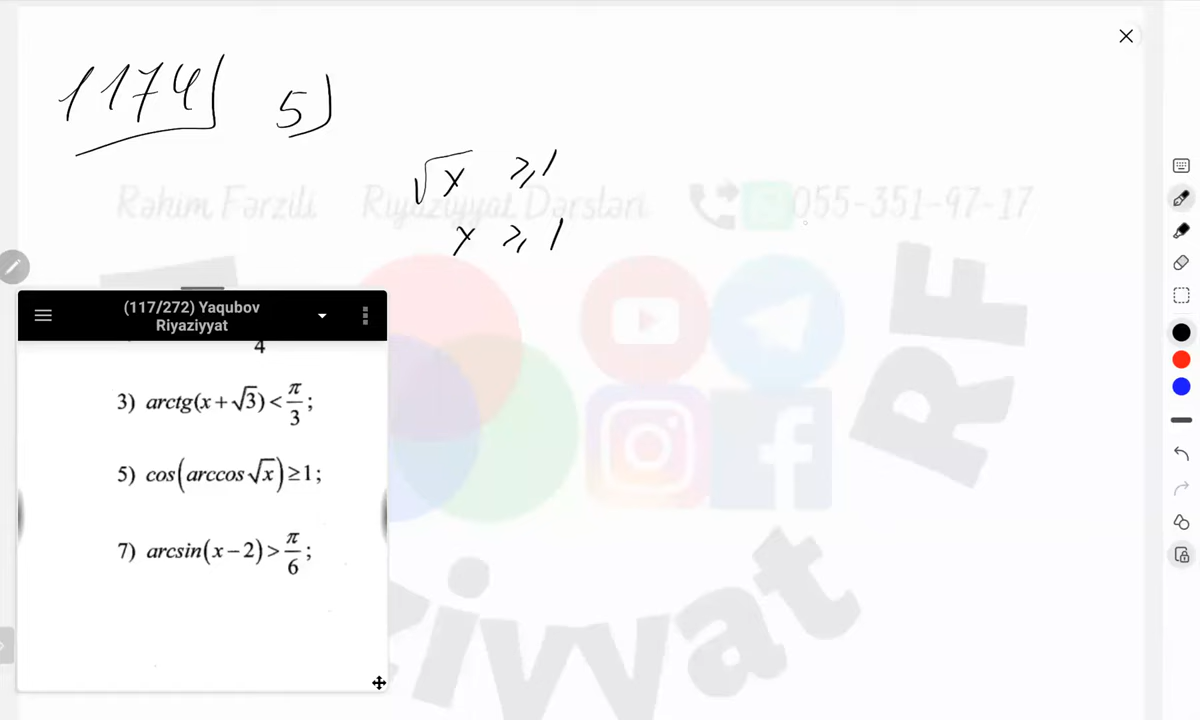 1174) 5)
√x ≥ 1
Rəhim Fərzili Riyaziyyat Dərsləri 055-351-97-17
x ≥ 1
RF
(117/272) Yaqubov
Riyaziyyat
4
3) arctg(x + √3) < π/3;
5) cos(arccos√x) ≥ 1;
7) arcsin(x − 2) > π/6;